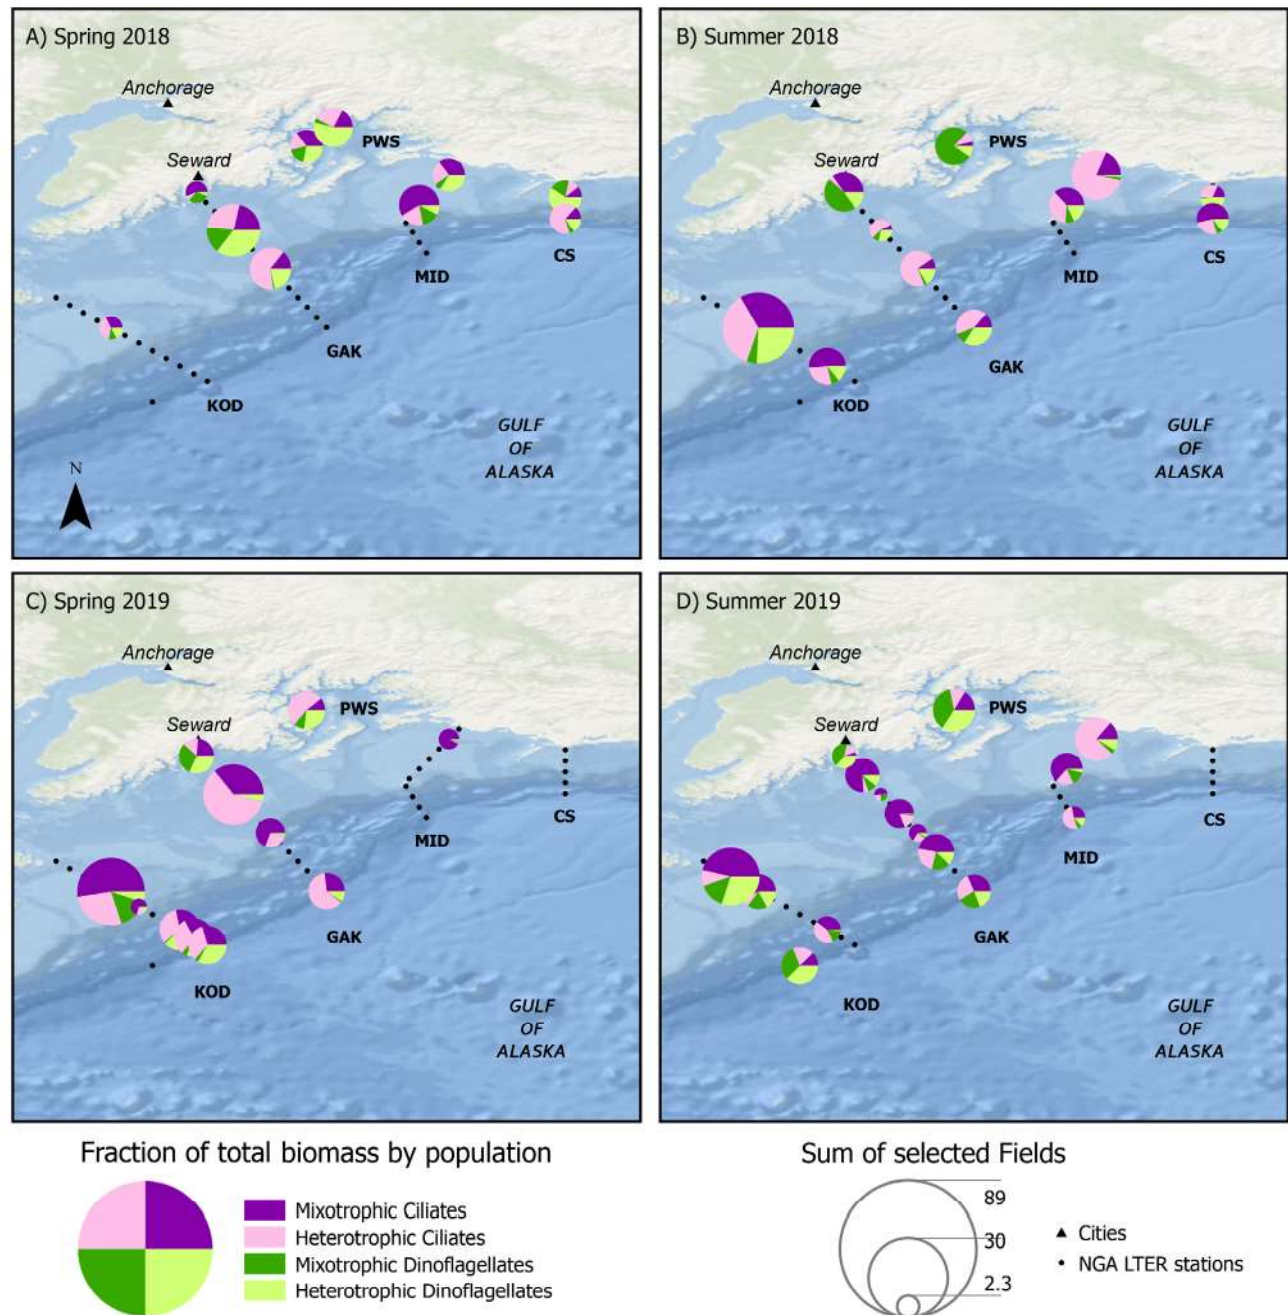 A) Spring 2018
Anchorage
PWS
Seward
MID
CS
GAK
KOD
GULF
OF
ALASKA
N
B) Summer 2018
Anchorage
PWS
Seward
MID
CS
GAK
KOD
GULF
OF
ALASKA
C) Spring 2019
Anchorage
PWS
Seward
MID
CS
GAK
KOD
GULF
OF
ALASKA
D) Summer 2019
Anchorage
PWS
Seward
MID
CS
GAK
KOD
GULF
OF
ALASKA
Fraction of total biomass by population
Mixotrophic Ciliates
Heterotrophic Ciliates
Mixotrophic Dinoflagellates
Heterotrophic Dinoflagellates
Sum of selected Fields
89
30
2.3
Cities
NGA LTER stations